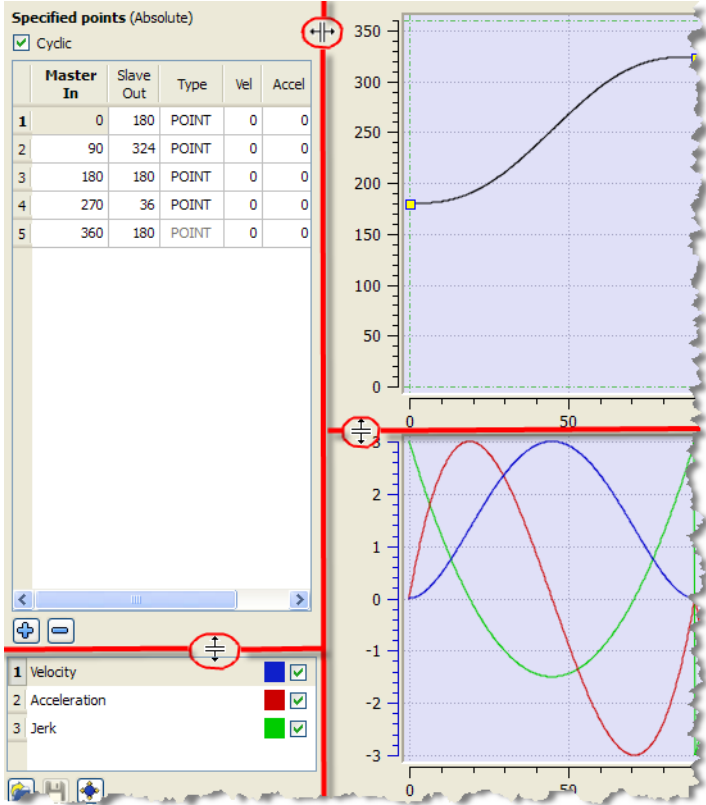 Specified points (Absolute)
Cyclic
Master In Slave Out Type Vel Accel
1 0 180 POINT 0 0
2 90 324 POINT 0 0
3 180 180 POINT 0 0
4 270 36 POINT 0 0
5 360 180 POINT 0 0
1 Velocity
2 Acceleration
3 Jerk
350
300
250
200
150
100
50
0
0 50
3
2
1
0
-1
-2
-3
0 50